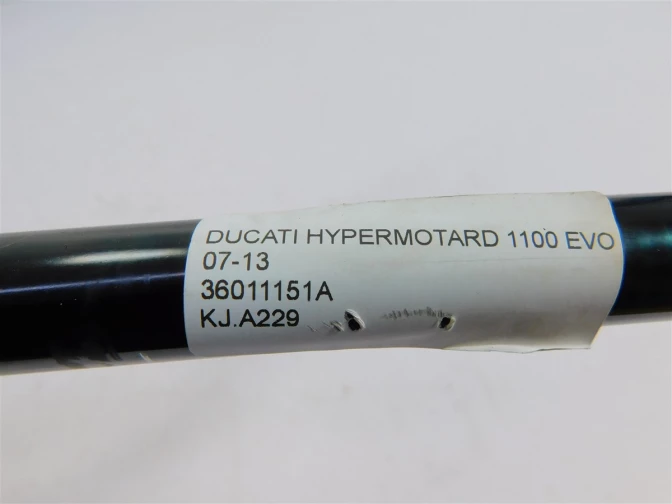 DUCATI HYPERMOTARD 1100 EVO
07-13
36011151A
KJ.A229